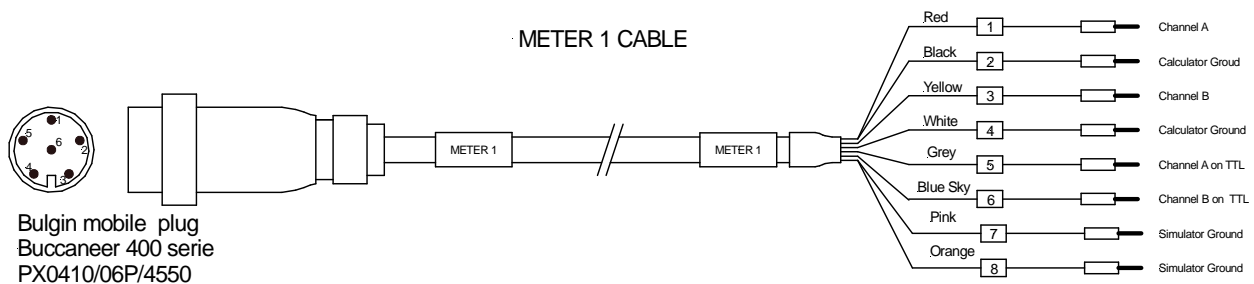 METER 1 CABLE
1
2
3
4
5
6
Bulgin mobile plug
Buccaneer 400 serie
PX0410/06P/4550
METER 1
METER 1
Red 1 Channel A
Black 2 Calculator Groud
Yellow 3 Channel B
White 4 Calculator Ground
Grey 5 Channel A on TTL
Blue Sky 6 Channel B on TTL
Pink 7 Simulator Ground
Orange 8 Simulator Ground